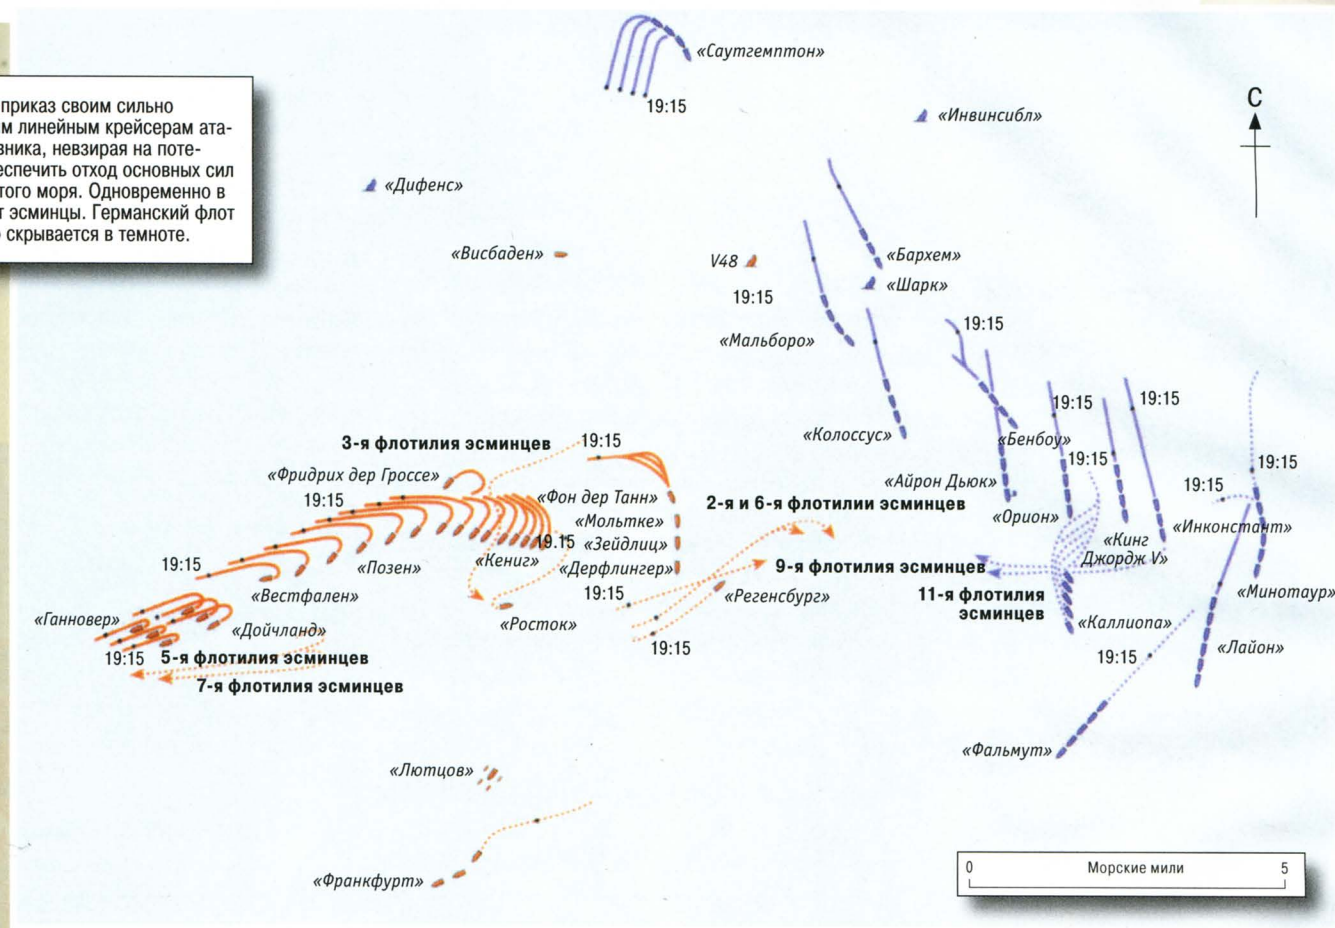 приказ своим сильно
м линейным крейсерам ата-
вника, невзирая на поте-
еспечить отход основных сил
того моря. Одновременно в
т эсминцы. Германский флот
о скрывается в темноте.
«Саутгемптон»
19:15
«Инвинсибл»
С
«Дифенс»
«Висбаден»
V48
19:15
«Бархем»
«Шарк»
«Мальборо»
19:15
«Колоссус»
«Бенбоу»
19:15
19:15
19:15
«Айрон Дьюк»
«Орион»
«Кинг
Джордж V»
19:15
19:15
«Инконстант»
«Минотаур»
«Лайон»
3-я флотилия эсминцев
19:15
«Фридрих дер Гроссе»
19:15
«Фон дер Танн»
«Мольтке»
«Зейдлиц»
«Дерфлингер»
19:15
«Кениг»
«Позен»
19:15
«Вестфален»
«Ганновер»
«Дойчланд»
19:15
5-я флотилия эсминцев
7-я флотилия эсминцев
«Росток»
19:15
19:15
«Регенсбург»
2-я и 6-я флотилии эсминцев
9-я флотилия эсминцев
11-я флотилия
эсминцев
«Каллиопа»
19:15
«Фальмут»
«Лютцов»
«Франкфурт»
0 Морские мили 5